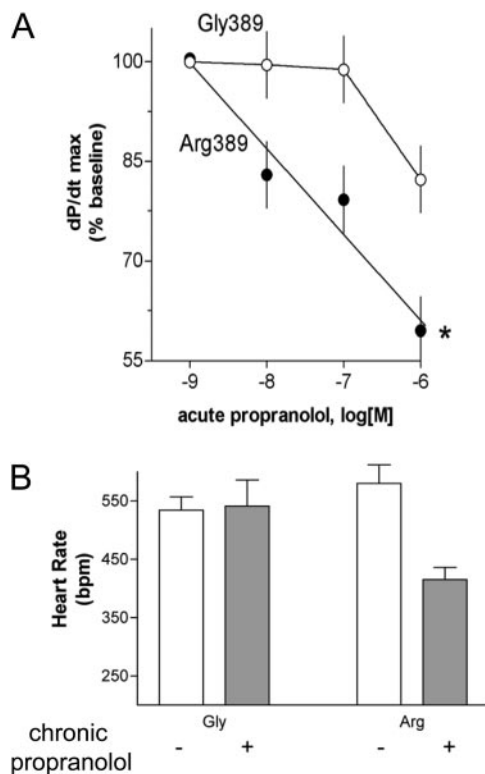 A
Gly389
Arg389
dP/dt max
(% baseline)
100
85
70
55
*
-9 -8 -7 -6
acute propranolol, log[M]
B
Heart Rate
(bpm)
550
450
350
250
Gly Arg
chronic
propranolol
- + - +